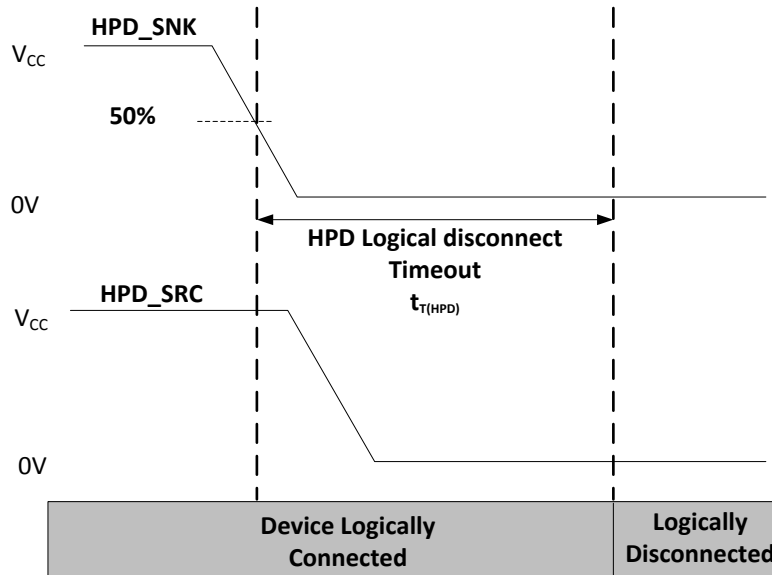 HPD_SNK
VCC
50%
0V
HPD Logical disconnect
Timeout
tT(HPD)
HPD_SRC
VCC
0V
Device Logically
Connected
Logically
Disconnected